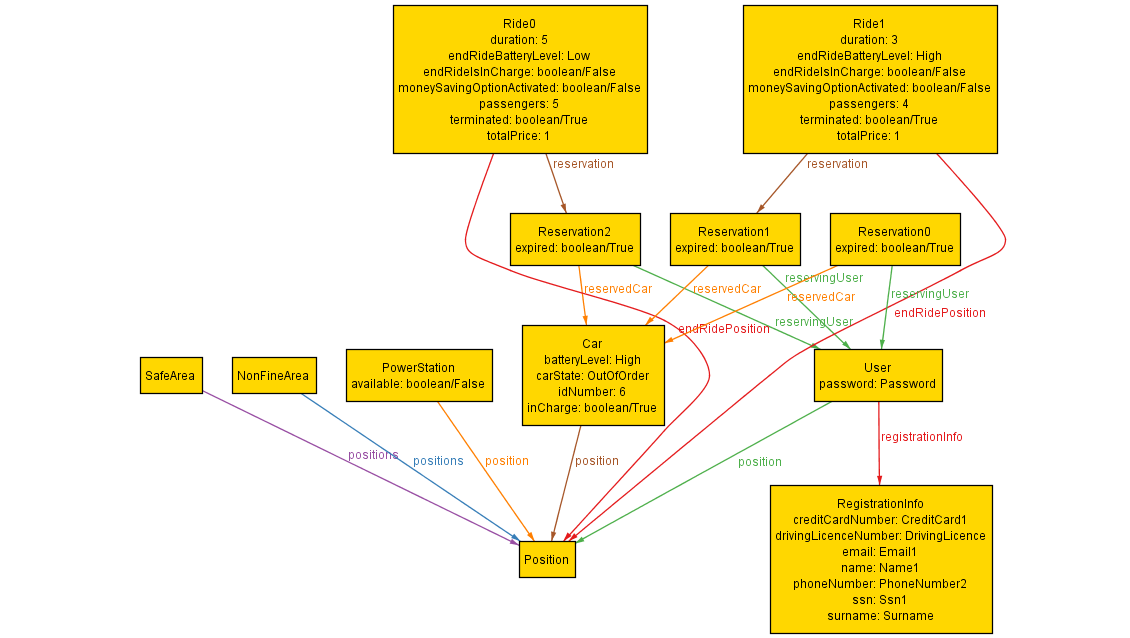 Ride0
duration: 5
endRideBatteryLevel: Low
endRideIsInCharge: boolean/False
moneySavingOptionActivated: boolean/False
passengers: 5
terminated: boolean/True
totalPrice: 1
Ride1
duration: 3
endRideBatteryLevel: High
endRideIsInCharge: boolean/False
moneySavingOptionActivated: boolean/False
passengers: 4
terminated: boolean/True
totalPrice: 1
reservation
reservation
Reservation2
expired: boolean/True
Reservation1
expired: boolean/True
Reservation0
expired: boolean/True
reservingUser
reservedCar
reservedCar
reservedCar
reservingUser
endRidePosition
reservingUser
endRidePosition
SafeArea
NonFineArea
PowerStation
available: boolean/False
Car
batteryLevel: High
carState: OutOfOrder
idNumber: 6
inCharge: boolean/True
User
password: Password
registrationInfo
positions
positions
position
position
position
Position
RegistrationInfo
creditCardNumber: CreditCard1
drivingLicenceNumber: DrivingLicence
email: Email1
name: Name1
phoneNumber: PhoneNumber2
ssn: Ssn1
surname: Surname